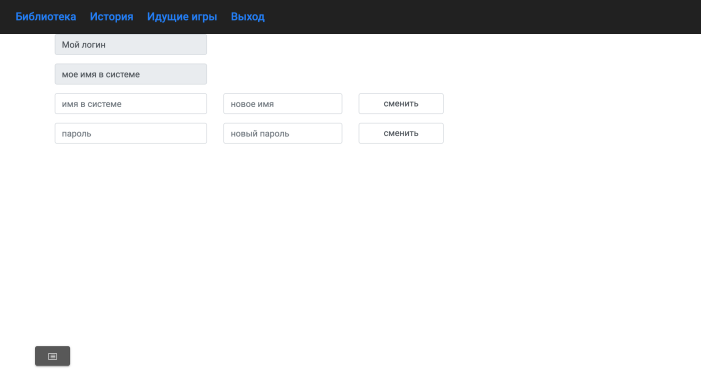 Библиотека История Идущие игры Выход
Мой логин
мое имя в системе
имя в системе новое имя сменить
пароль новый пароль сменить